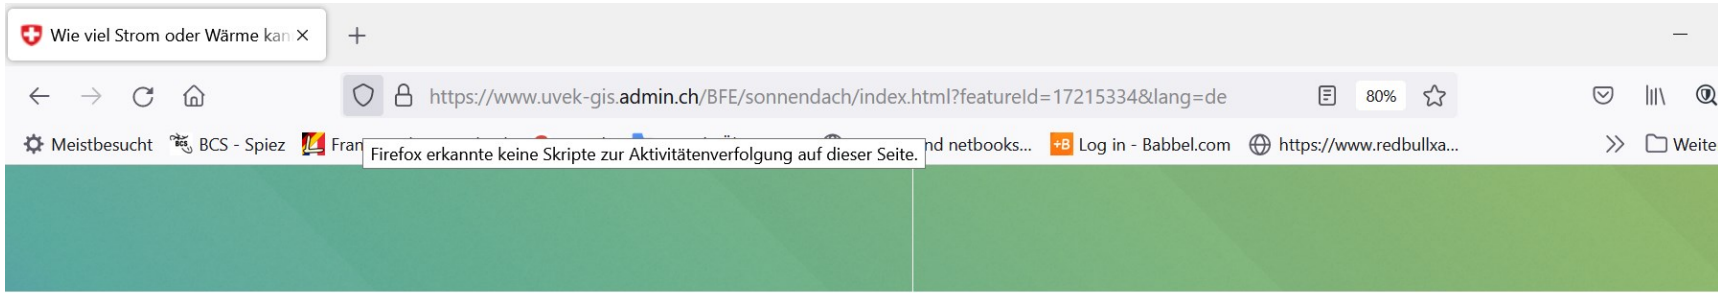 Wie viel Strom oder Wärme kan
https://www.uvek-gis.admin.ch/BFE/sonnendach/index.html?featureId=17215334&lang=de
80%
Meistbesucht
BCS
BCS - Spiez
Fran
nd netbooks...
+B
Log in - Babbel.com
https://www.redbullxa...
Weite
Firefox erkannte keine Skripte zur Aktivitätenverfolgung auf dieser Seite.